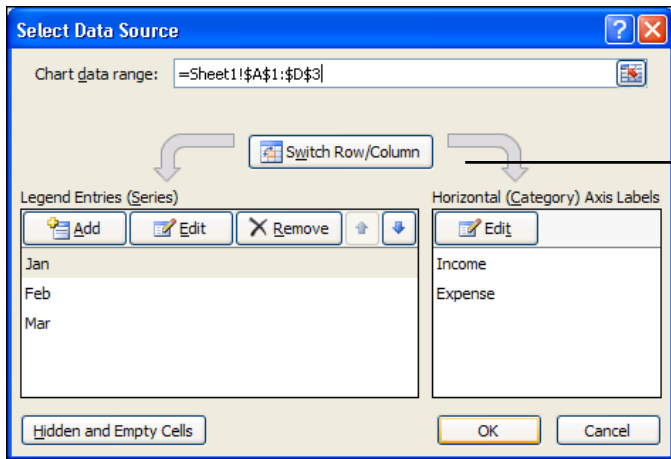 Select Data Source
Chart data range: =Sheet1!$A$1:$D$3
Switch Row/Column
Legend Entries (Series) Horizontal (Category) Axis Labels
Add Edit Remove Edit
Jan Income
Feb Expense
Mar
Hidden and Empty Cells OK Cancel